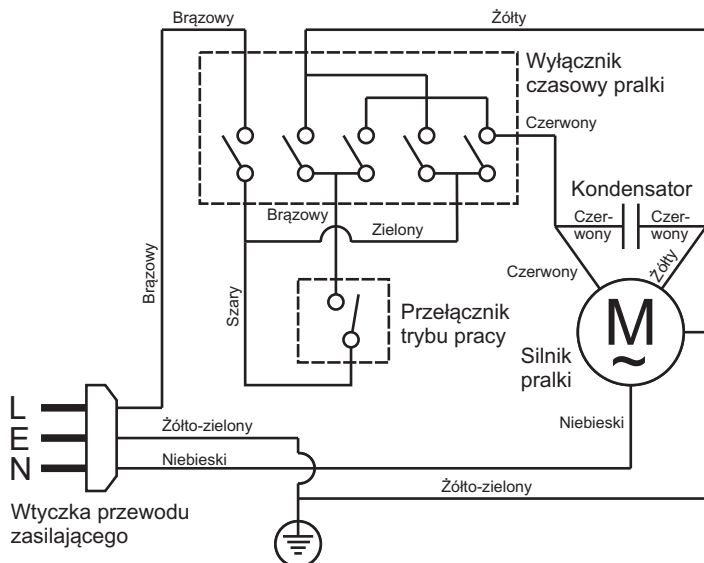 Brązowy
Żółty
Wyłącznik
czasowy pralki
Czerwony
Kondensator
Brązowy
Zielony
Czer-
wony
Czer-
wony
Brązowy
Szary
Czerwony
Żółty
Przełącznik
trybu pracy
M
~
Silnik
pralki
L
E
N
Żółto-zielony
Niebieski
Niebieski
Żółto-zielony
Wtyczka przewodu
zasilającego